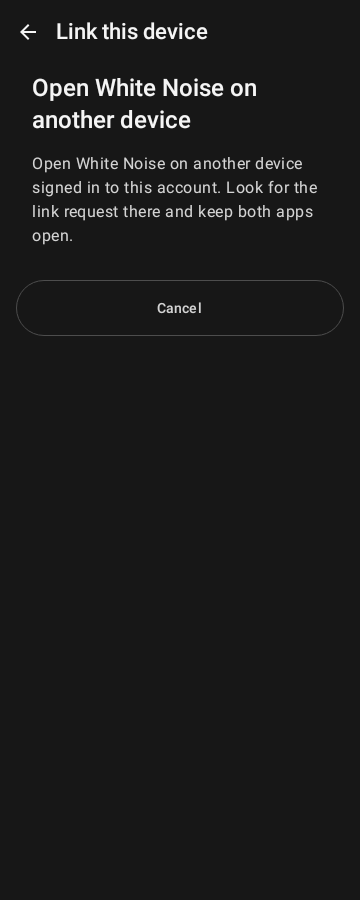 Link this device
Open White Noise on
another device
Open White Noise on another device
signed in to this account. Look for the
link request there and keep both apps
open.
Cancel